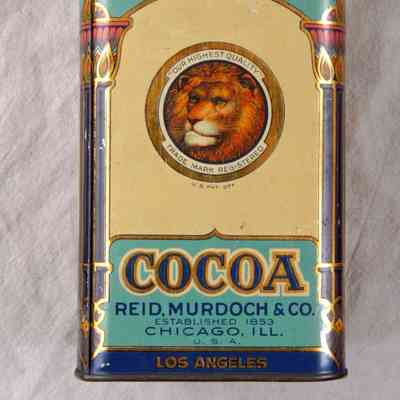 OUR HIGHEST QUALITY
TRADE MARK REGISTERED
U.S. PAT. OFF.
COCOA
REID, MURDOCH & CO.
ESTABLISHED 1853
CHICAGO, ILL.
U. S. A.
LOS ANGELES